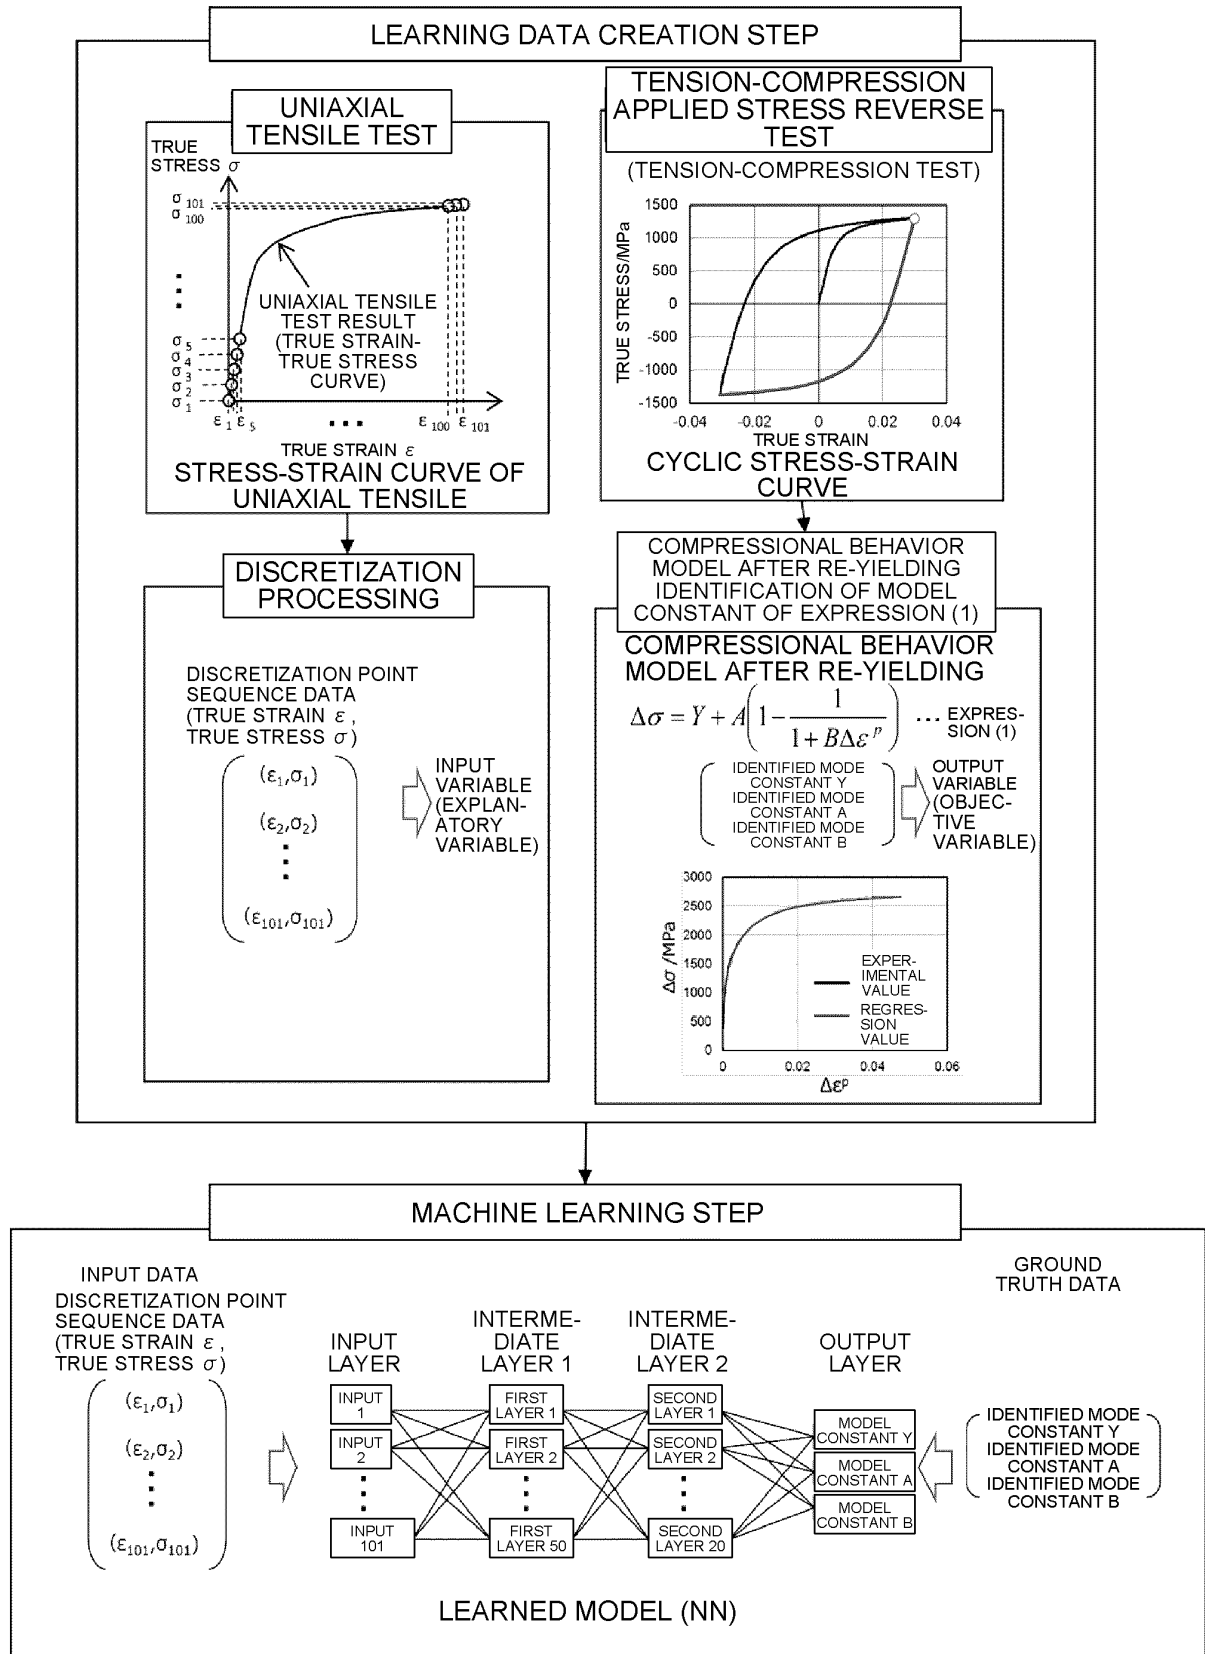 LEARNING DATA CREATION STEP
UNIAXIAL
TENSILE TEST
TRUE
STRESS σ
σ101
σ100
σ5
σ4
σ3
σ2
σ1
UNIAXIAL TENSILE
TEST RESULT
(TRUE STRAIN-
TRUE STRESS
CURVE)
ε1 ε5 ... ε100 ε101
TRUE STRAIN ε
STRESS-STRAIN CURVE OF
UNIAXIAL TENSILE
TENSION-COMPRESSION
APPLIED STRESS REVERSE
TEST
(TENSION-COMPRESSION TEST)
TRUE STRESS/MPa
1500
1000
500
0
-500
-1000
-1500
-0.04 -0.02 0 0.02 0.04
TRUE STRAIN
CYCLIC STRESS-STRAIN
CURVE
DISCRETIZATION
PROCESSING
DISCRETIZATION POINT
SEQUENCE DATA
(TRUE STRAIN ε,
TRUE STRESS σ)
(ε1,σ1)
(ε2,σ2)
(ε101,σ101)
INPUT
VARIABLE
(EXPLAN-
ATORY
VARIABLE)
COMPRESSIONAL BEHAVIOR
MODEL AFTER RE-YIELDING
IDENTIFICATION OF MODEL
CONSTANT OF EXPRESSION (1)
COMPRESSIONAL BEHAVIOR
MODEL AFTER RE-YIELDING
Δσ = Y + A(1 - 1/(1 + BΔε^p)) ... EXPRES-
SION (1)
IDENTIFIED MODE
CONSTANT Y
IDENTIFIED MODE
CONSTANT A
IDENTIFIED MODE
CONSTANT B
OUTPUT
VARIABLE
(OBJEC-
TIVE
VARIABLE)
Δσ /MPa
3000
2500
2000
1500
1000
500
0
EXPER-
IMENTAL
VALUE
REGRES-
SION
VALUE
0 0.02 0.04 0.06
Δε^p
MACHINE LEARNING STEP
INPUT DATA
DISCRETIZATION POINT
SEQUENCE DATA
(TRUE STRAIN ε,
TRUE STRESS σ)
(ε1,σ1)
(ε2,σ2)
(ε101,σ101)
INPUT
LAYER
INPUT
1
INPUT
2
INPUT
101
INTERME-
DIATE
LAYER 1
FIRST
LAYER 1
FIRST
LAYER 2
FIRST
LAYER 50
INTERME-
DIATE
LAYER 2
SECOND
LAYER 1
SECOND
LAYER 2
SECOND
LAYER 20
OUTPUT
LAYER
MODEL
CONSTANT Y
MODEL
CONSTANT A
MODEL
CONSTANT B
GROUND
TRUTH DATA
IDENTIFIED MODE
CONSTANT Y
IDENTIFIED MODE
CONSTANT A
IDENTIFIED MODE
CONSTANT B
LEARNED MODEL (NN)